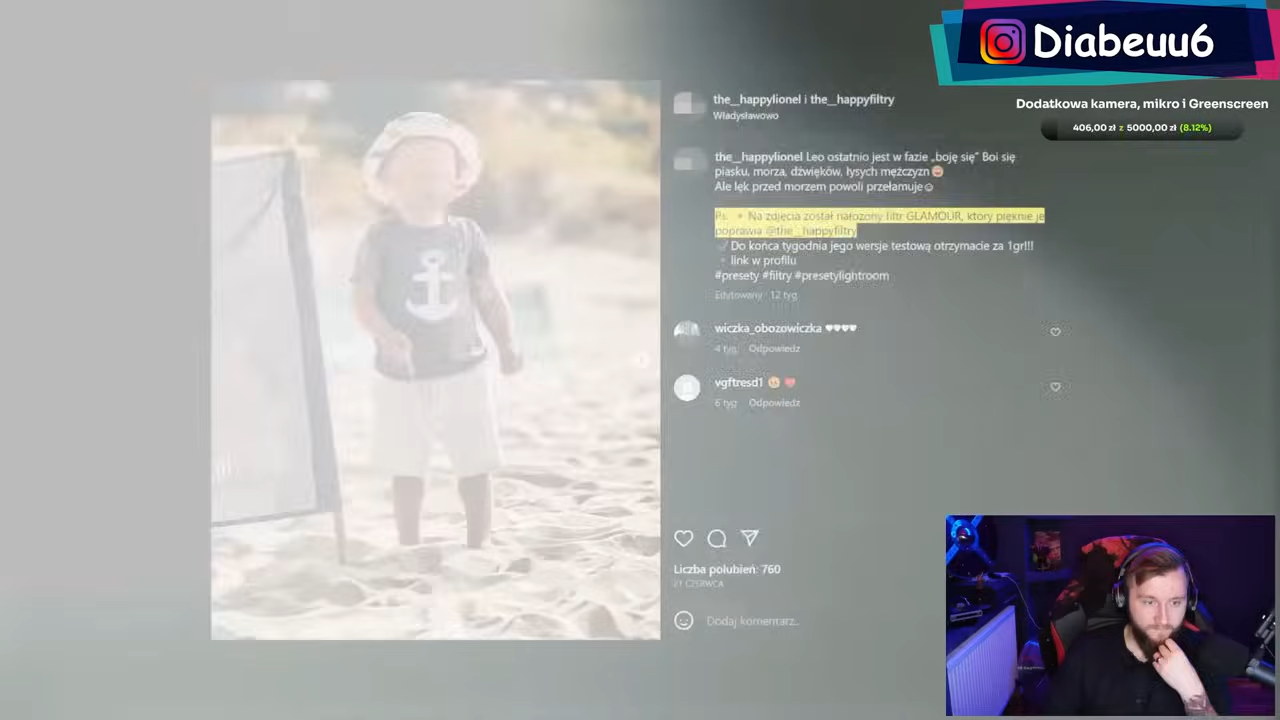 Diabeuu6
Dodatkowa kamera, mikro i Greenscreen
406,00 zł z 5000,00 zł (8.12%)
the__happylionel i the__happyfiltry
Władysławowo
the__happylionel Leo ostatnio jest w fazie „boję się” Boi się
piasku, morza, dźwięków, łysych mężczyzn
Ale lęk przed morzem powoli przełamuje
Ps. Na zdjęcia został nałożony filtr GLAMOUR, ktory pięknie je
poprawia @the__happyfiltry
Do końca tygodnia jego wersje testową otrzymacie za 1gr!!!
link w profilu
#presety #filtry #presetylightroom
Edytowany · 12 tyg
wiczka_obozowiczka
4 tyg Odpowiedz
vgftresd1
6 tyg Odpowiedz
Liczba polubień: 760
21 CZERWCA
Dodaj komentarz...